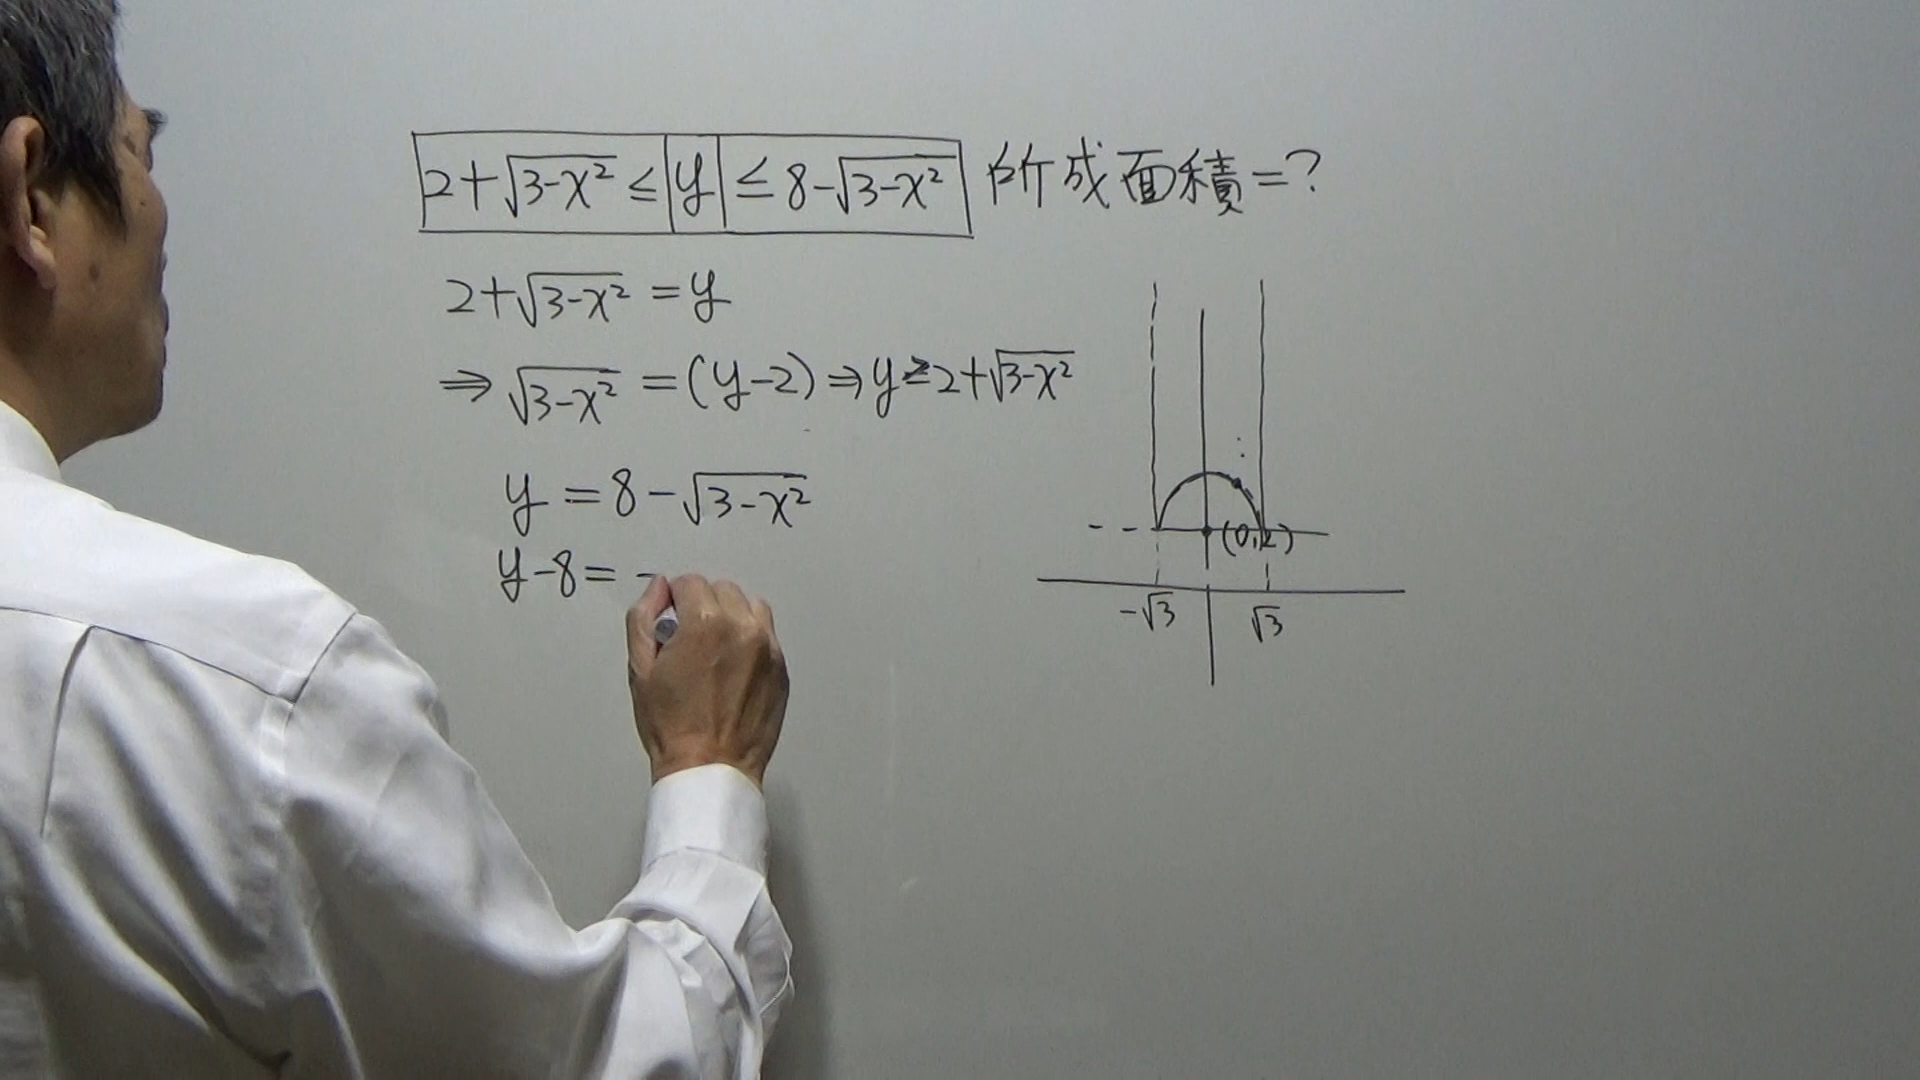 2+√3-x² ≤ |y| ≤ 8-√3-x² 所成面積=?
2+√3-x² = y
⇒ √3-x² = (y-2) ⇒ y≥2+√3-x²
y = 8-√3-x²
y-8= -
(0,2)
-√3
√3